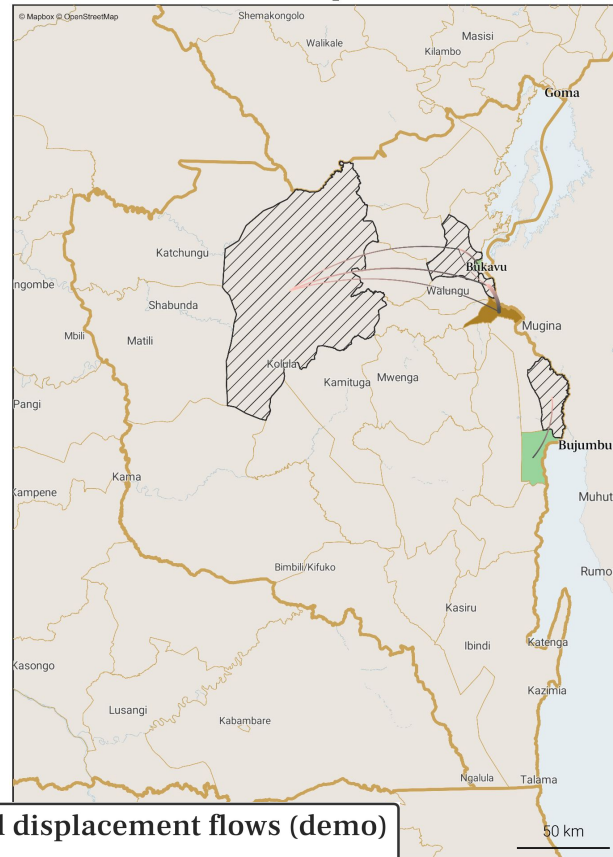 © Mapbox © OpenStreetMap
Shemakongolo
Masisi
Walikale
Kilambo
Goma
Katchungu
Bukavu
ngombe
Walungu
Shabunda
Mugina
Mbili
Matili
Kolula
Kamituga
Mwenga
Pangi
Bujumbu
Kama
Kampene
Muhut
Bimbili/Kifuko
Rumo
Kasiru
Ibindi
Katenga
Kasongo
Kazimia
Lusangi
Kabambare
Ngalula
Talama
l displacement flows (demo)
50 km